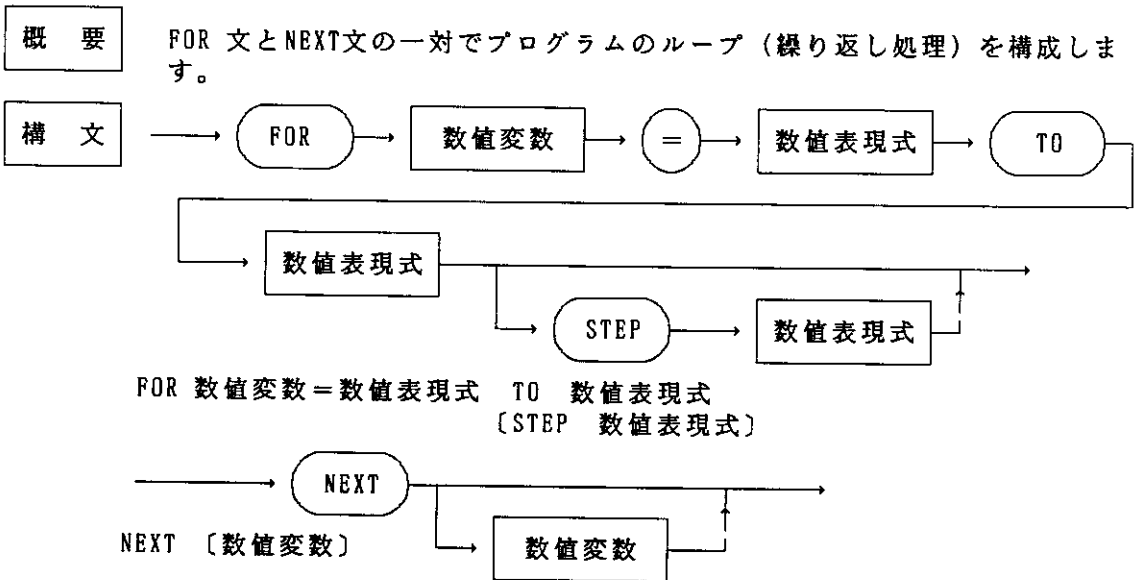 概 要
FOR 文とNEXT文の一対でプログラムのループ（繰り返し処理）を構成しま
す。
構 文
FOR 数値変数 = 数値表現式 TO
数値表現式
STEP 数値表現式
FOR 数値変数＝数値表現式 TO 数値表現式
〔STEP 数値表現式〕
NEXT
数値変数
NEXT 〔数値変数〕